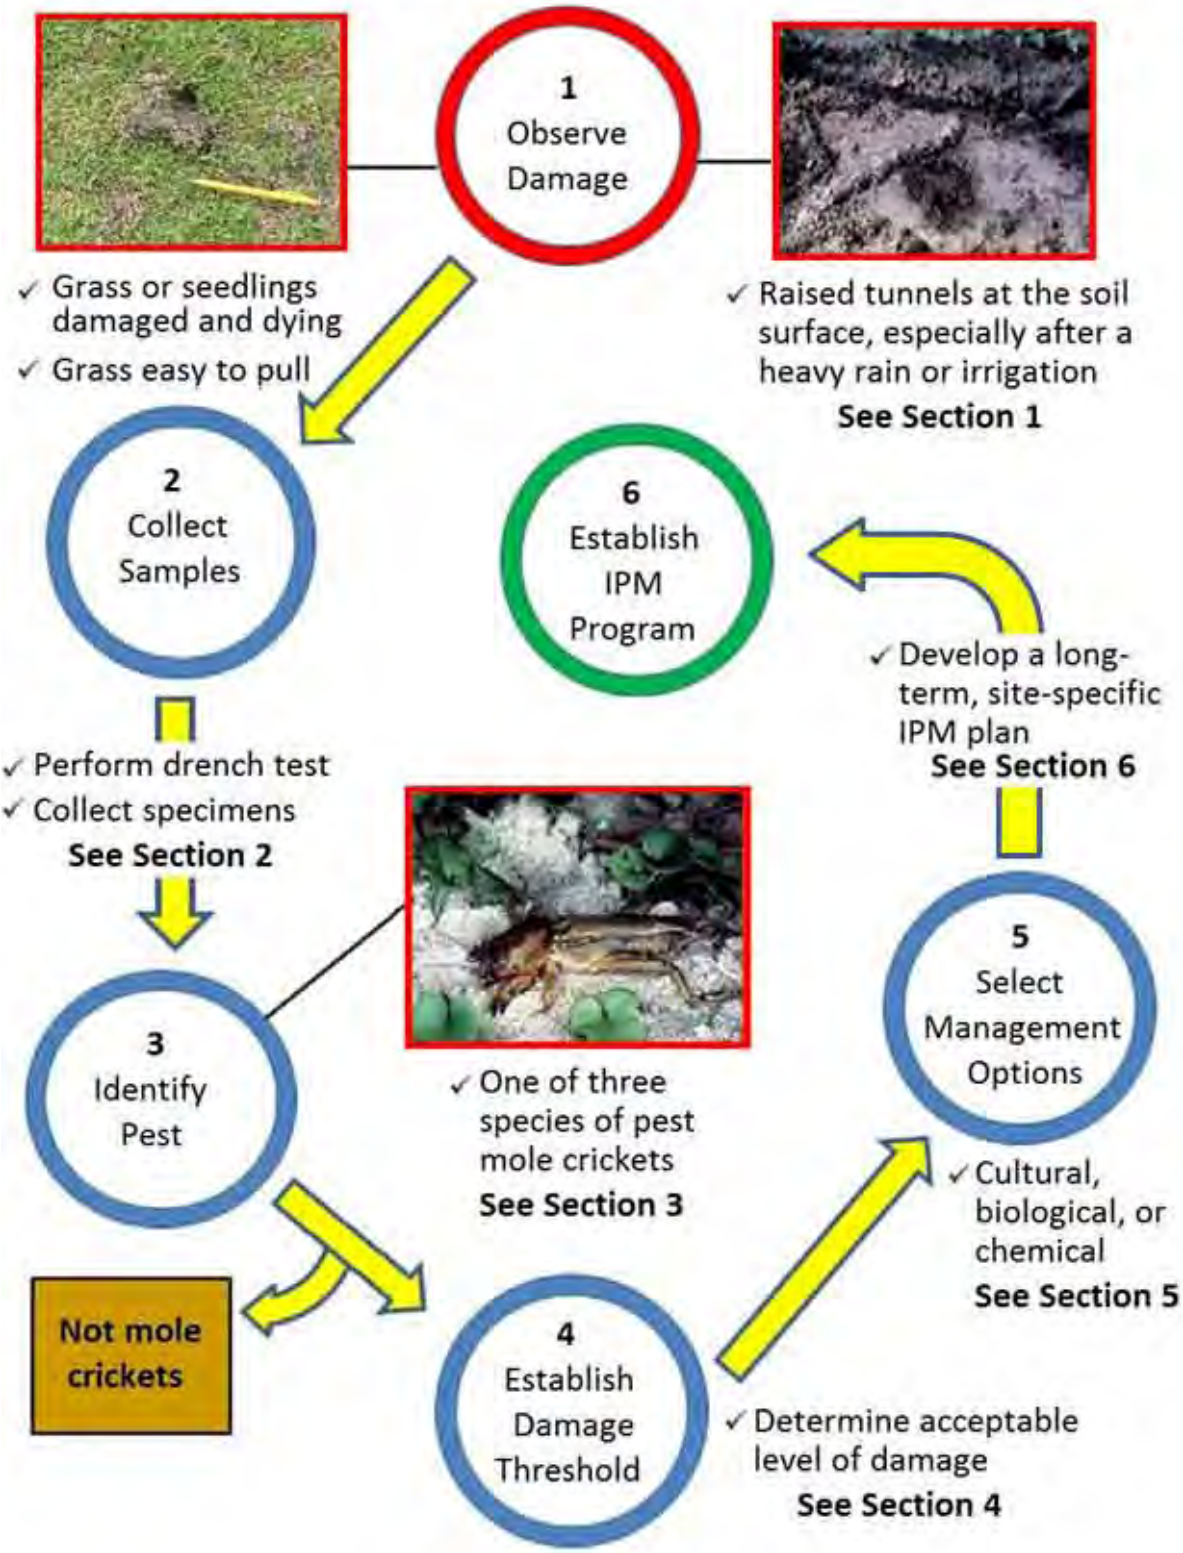 1
Observe
Damage
✓ Grass or seedlings
damaged and dying
✓ Grass easy to pull
✓ Raised tunnels at the soil
surface, especially after a
heavy rain or irrigation
See Section 1
2
Collect
Samples
✓ Perform drench test
✓ Collect specimens
See Section 2
3
Identify
Pest
✓ One of three
species of pest
mole crickets
See Section 3
Not mole
crickets
4
Establish
Damage
Threshold
✓ Determine acceptable
level of damage
See Section 4
5
Select
Management
Options
✓ Cultural,
biological, or
chemical
See Section 5
✓ Develop a long-
term, site-specific
IPM plan
See Section 6
6
Establish
IPM
Program